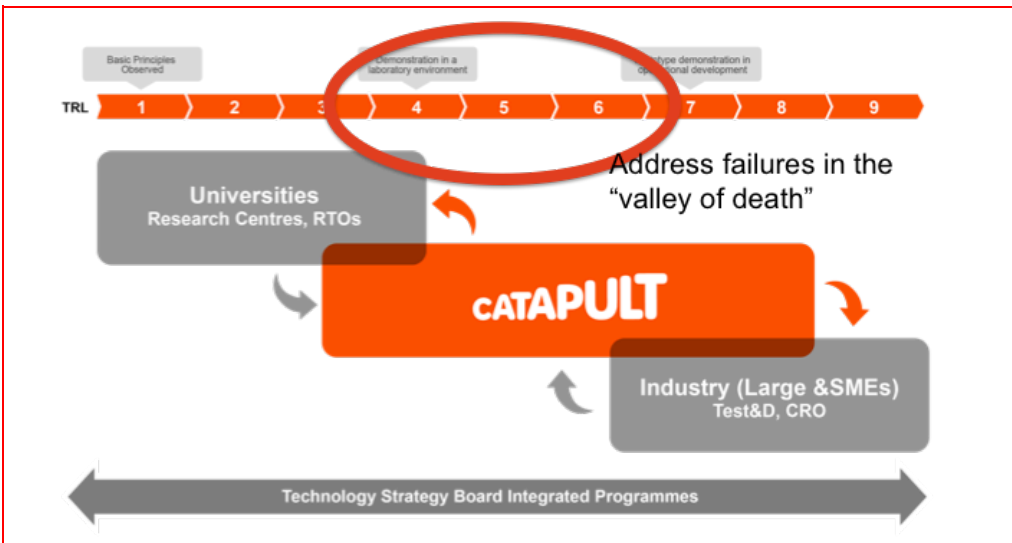 Basic Principles
Observed
Demonstration in a
laboratory environment
demonstration in
development
TRL 1 2 3 4 5 6 7 8 9
Address failures in the
“valley of death”
Universities
Research Centres, RTOs
CATAPULT
Industry (Large &SMEs)
Test&D, CRO
Technology Strategy Board Integrated Programmes